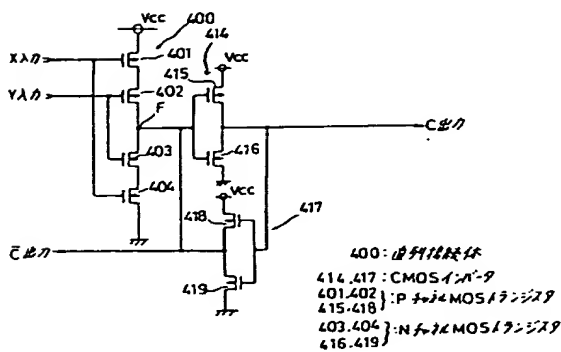 Vcc
400
X入力
401
414
415
Vcc
Y入力
402
F
C出力
403
416
404
Vcc
417
418
C̅出力
419
400:直列接続体
414.417:CMOSインバータ
401.402
415.418}:PチャネルMOSトランジスタ
403.404
416.419}:NチャネルMOSトランジスタ